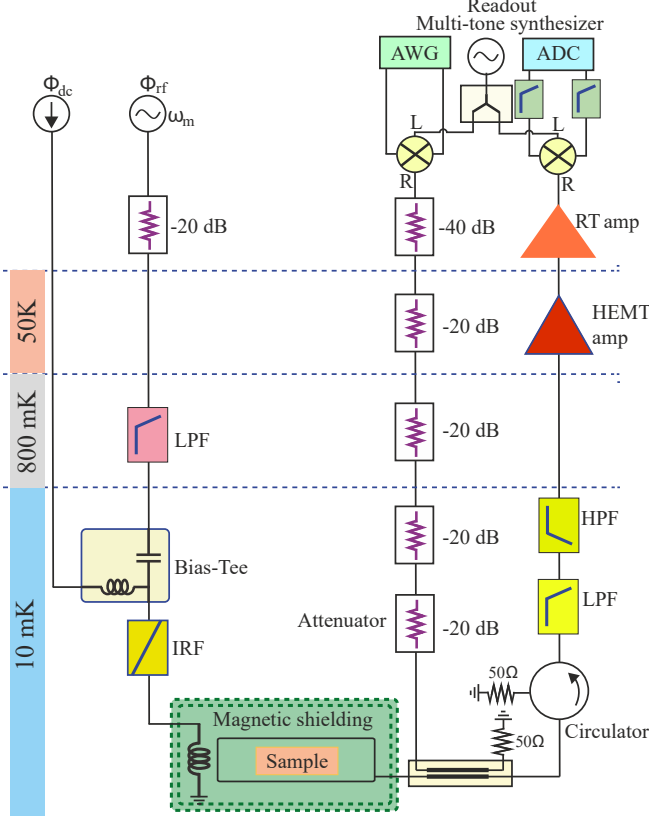 Readout
Multi-tone synthesizer
AWG
ADC
Φdc
Φrf
ωm
L
L
R
R
-20 dB
-40 dB
RT amp
50K
-20 dB
HEMT
amp
800 mK
LPF
-20 dB
10 mK
-20 dB
HPF
Bias-Tee
LPF
Attenuator
-20 dB
IRF
50Ω
Magnetic shielding
50Ω
Circulator
Sample